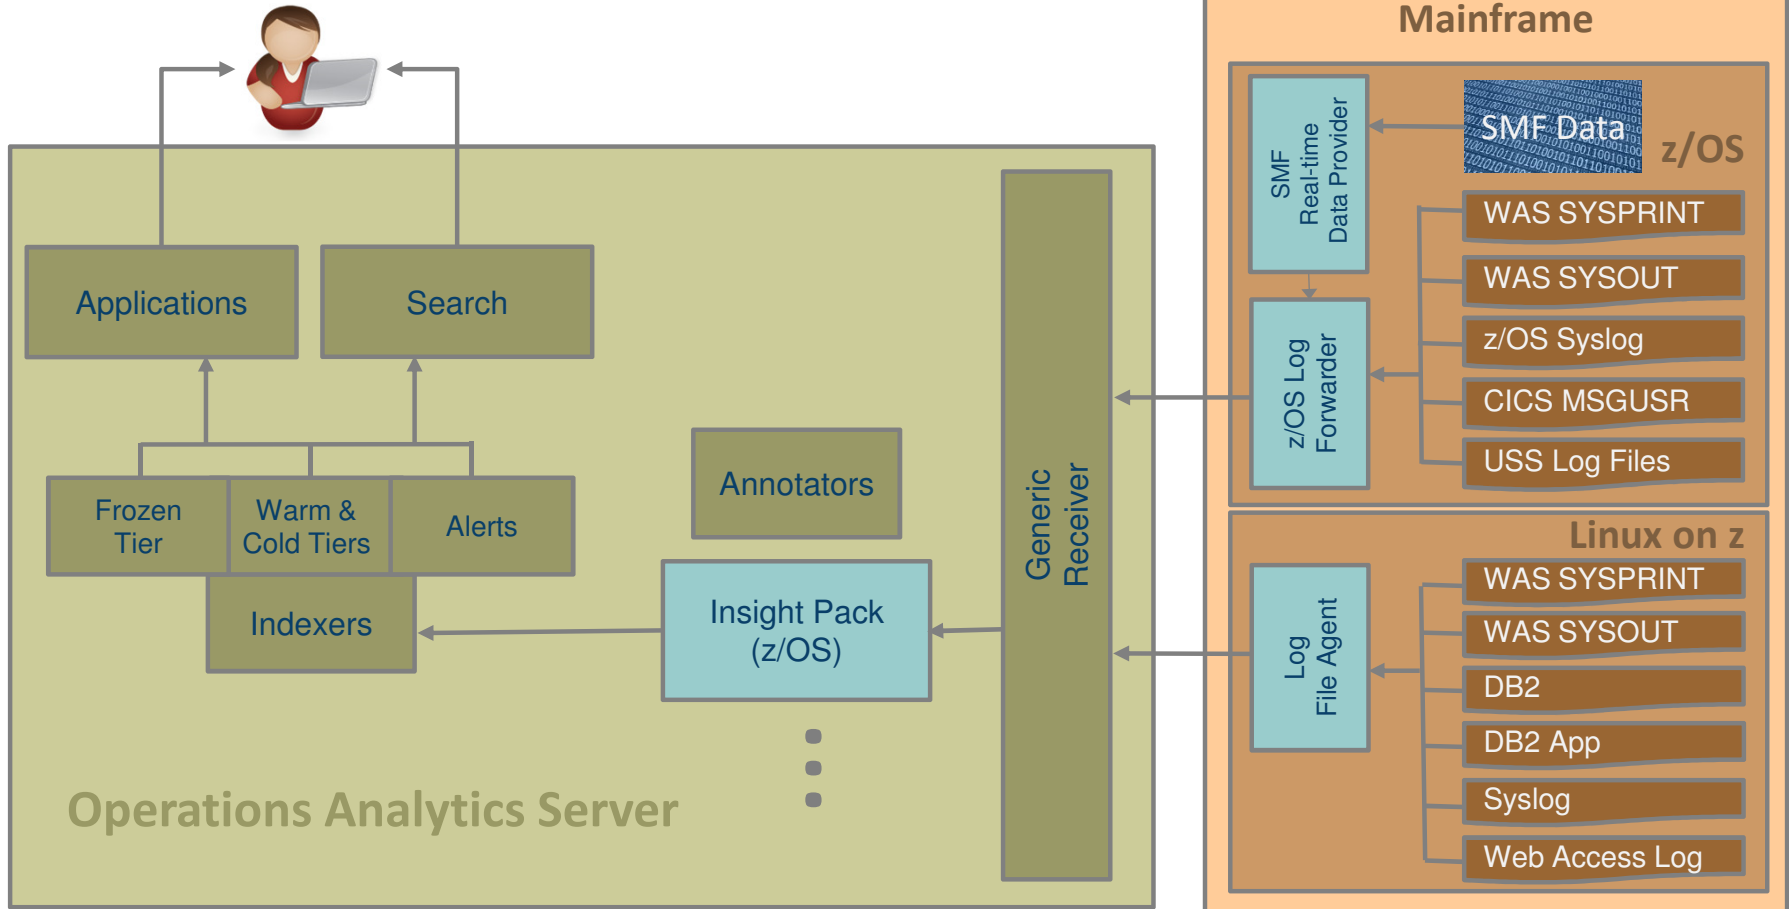 Mainframe
SMF
Real-time
Data Provider
SMF Data
z/OS
WAS SYSPRINT
WAS SYSOUT
z/OS Syslog
CICS MSGUSR
USS Log Files
z/OS Log
Forwarder
Applications
Search
Frozen
Tier
Warm &
Cold Tiers
Alerts
Indexers
Annotators
Insight Pack
(z/OS)
Generic
Receiver
Operations Analytics Server
Linux on z
Log
File Agent
WAS SYSPRINT
WAS SYSOUT
DB2
DB2 App
Syslog
Web Access Log